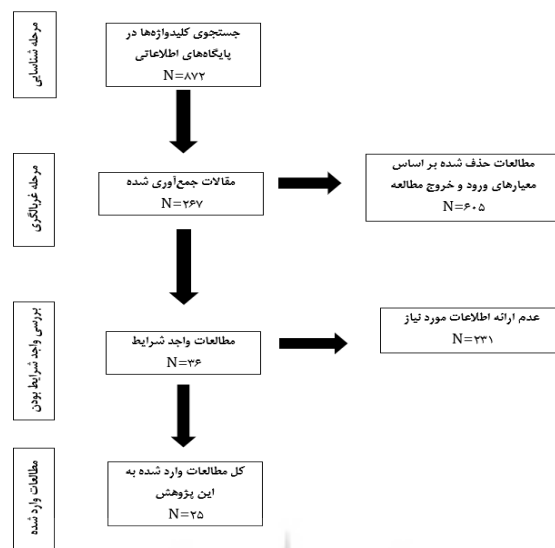 مرحله شناسایی
جستجوی کلیدواژه‌ها در
پایگاه‌های اطلاعاتی
N=۸۷۲
مرحله غربالگری
مقالات جمع‌آوری شده
N=۲۶۷
مطالعات حذف شده بر اساس
معیارهای ورود و خروج مطالعه
N=۶۰۵
بررسی واجد شرایط بودن
مطالعات واجد شرایط
N=۳۶
عدم ارائه اطلاعات مورد نیاز
N=۲۳۱
مطالعات وارد شده
کل مطالعات وارد شده به
این پژوهش
N=۲۵